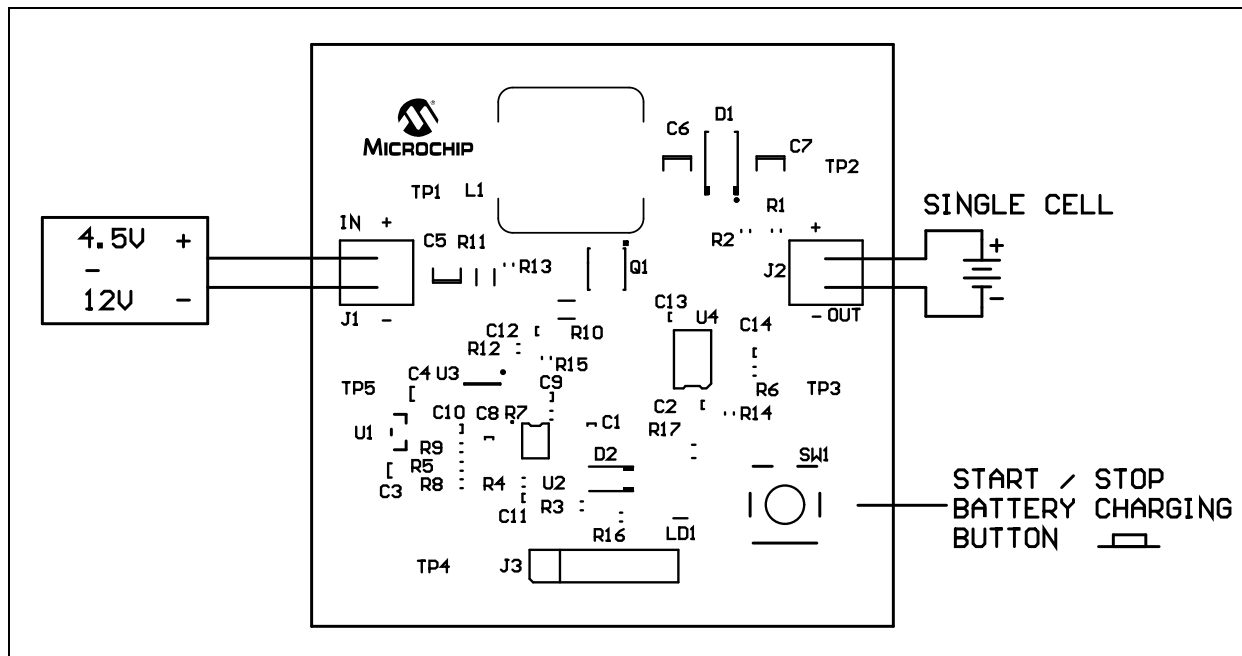 MICROCHIP
D1
C6
C7
TP2
TP1
L1
SINGLE CELL
R1
IN +
R2
+
4.5V +
-
12V -
C5
R11
R13
Q1
J2
+
-
J1 -
C13
U4
- OUT
C12
R10
C14
R12
R15
C4
U3
C9
R6
TP3
TP5
C10
C8
R7
C2
R14
U1
C1
R17
R9
D2
SW1
R5
R8
R4
U2
C3
C11
R3
START / STOP
BATTERY CHARGING
BUTTON
R16
LD1
TP4
J3